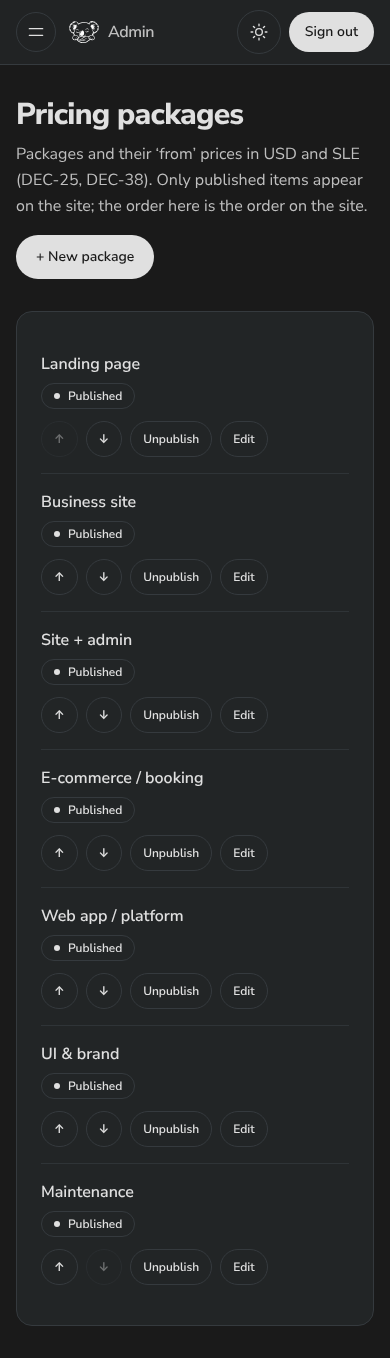 Admin
Sign out
Pricing packages
Packages and their ‘from’ prices in USD and SLE
(DEC-25, DEC-38). Only published items appear
on the site; the order here is the order on the site.
+ New package
Landing page
Published
↑ ↓ Unpublish Edit
Business site
Published
↑ ↓ Unpublish Edit
Site + admin
Published
↑ ↓ Unpublish Edit
E-commerce / booking
Published
↑ ↓ Unpublish Edit
Web app / platform
Published
↑ ↓ Unpublish Edit
UI & brand
Published
↑ ↓ Unpublish Edit
Maintenance
Published
↑ ↓ Unpublish Edit